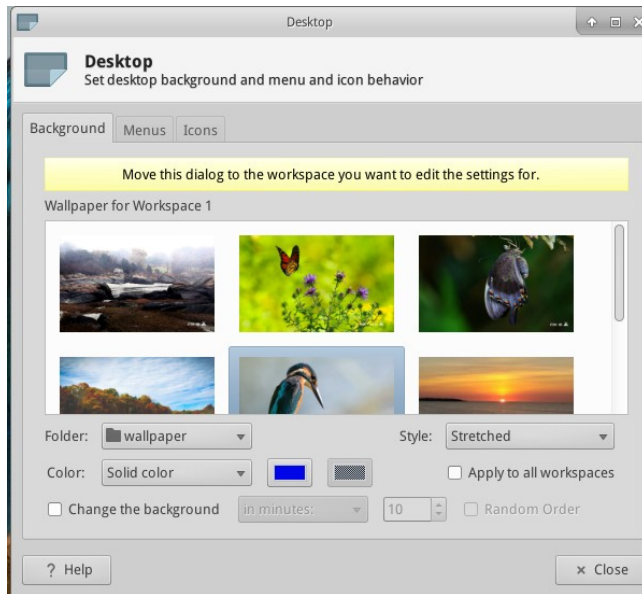 Desktop
Desktop
Set desktop background and menu and icon behavior
Background Menus Icons
Move this dialog to the workspace you want to edit the settings for.
Wallpaper for Workspace 1
Folder: wallpaper Style: Stretched
Color: Solid color Apply to all workspaces
Change the background in minutes: 10 Random Order
? Help × Close